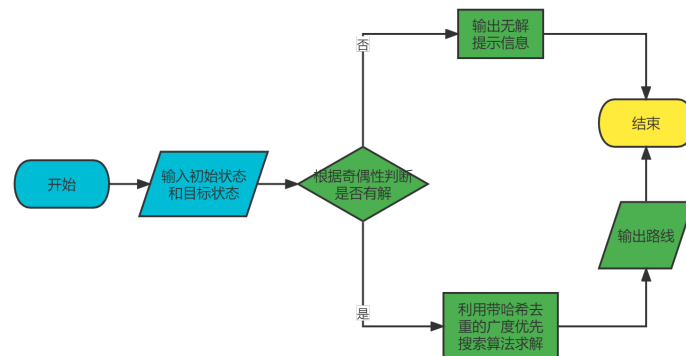 开始
输入初始状态
和目标状态
根据奇偶性判断
是否有解
否
输出无解
提示信息
是
利用带哈希去
重的广度优先
搜索算法求解
输出路线
结束